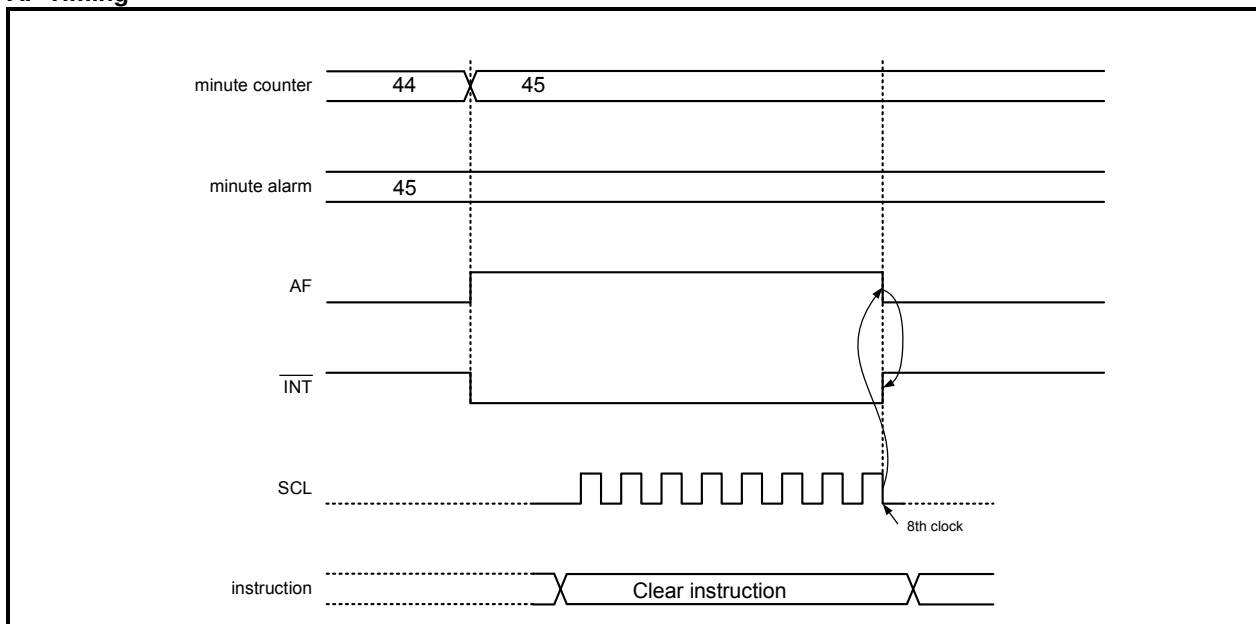 minute counter 44 45
minute alarm 45
AF
INT
SCL
8th clock
instruction Clear instruction